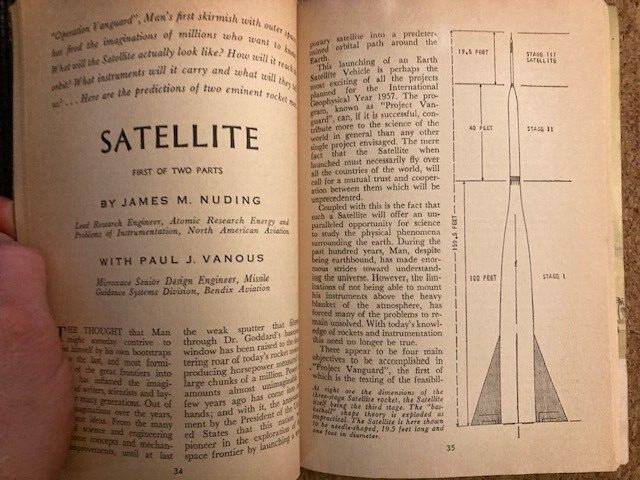 "Operation Vanguard", Man's first skirmish with outer
has fired the imaginations of millions who want to
What will the Satellite actually look like? How will it reach
orbit? What instruments will it carry and what will they
us? . . . Here are the predictions of two eminent rocket
SATELLITE
FIRST OF TWO PARTS
BY JAMES M. NUDING
Lead Research Engineer, Atomic Research Energy and
Problems of Instrumentation, North American Aviation
WITH PAUL J. VANOUS
Microwave Senior Design Engineer, Missile
Guidance Systems Division, Bendix Aviation
THE THOUGHT that Man
might someday contrive to
himself by his own bootstraps
the last, and most formi-
of the great frontiers into
has inflamed the imagi-
of writers, scientists and lay-
many generations. Out of
imaginations over the years,
ideas. From the many
science and engineering
concepts and mechan-
improvements, until at last
the weak sputter that
through Dr. Goddard's
window has been raised to the
tering roar of today's rocket
producing horsepower measured
large chunks of a million.
amounts almost unimagin
few years ago has come into
hands; and with it, the
ment by the President of the
ed States that this nation
pioneer in the exploration of
space frontier by launching a
34
porary satellite into a predeter-
mined orbital path around the
Earth.
This launching of an Earth
Satellite Vehicle is perhaps the
most exciting of all the projects
planned for the International
Geophysical Year 1957. The pro-
gram, known as "Project Van-
guard", can, if it is successful, con-
tribute more to the science of the
world in general than any other
single project envisaged. The mere
fact that the Satellite when
launched must necessarily fly over
all the countries of the world, will
call for a mutual trust and cooper-
ation between them which will be
unprecedented.
Coupled with this is the fact that
such a Satellite will offer an un-
paralleled opportunity for science
to study the physical phenomena
surrounding the earth. During the
past hundred years, Man, despite
being earthbound, has made enor-
mous strides toward understand-
ing the universe. However, the lim-
itations of not being able to mount
his instruments above the heavy
blanket of the atmosphere, has
forced many of the problems to re-
main unsolved. With today's knowl-
edge of rockets and instrumentation
this need no longer be true.
There appear to be four main
objectives to be accomplished in
"Project Vanguard", the first of
which is the testing of the feasibil-
At right are the dimensions of the
three-stage Satellite rocket, the Satellite
itself being the third stage. The "bas-
ketball" shape theory is exploded as
impractical. The Satellite is here shown
to be needle-shaped, 19.5 feet long and
one foot in diameter.
19.5 FEET
STAGE III
SATELLITE
40 FEET
STAGE II
159.5 FEET
100 FEET
STAGE I
35